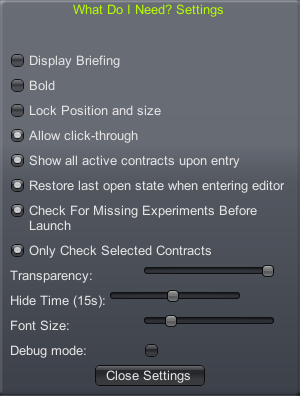 What Do I Need? Settings
Display Briefing
Bold
Lock Position and size
Allow click-through
Show all active contracts upon entry
Restore last open state when entering editor
Check For Missing Experiments Before
Launch
Only Check Selected Contracts
Transparency:
Hide Time (15s):
Font Size:
Debug mode:
Close Settings